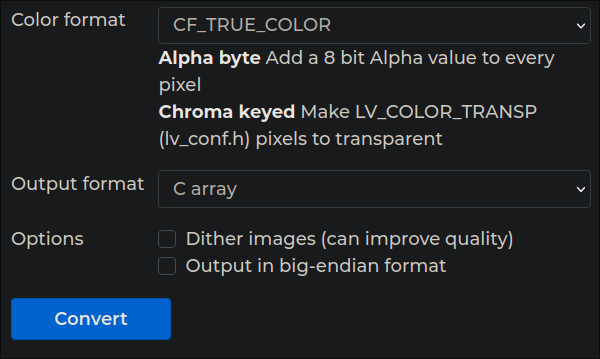 Color format CF_TRUE_COLOR
Alpha byte Add a 8 bit Alpha value to every
pixel
Chroma keyed Make LV_COLOR_TRANSP
(lv_conf.h) pixels to transparent
Output format C array
Options Dither images (can improve quality)
Output in big-endian format
Convert